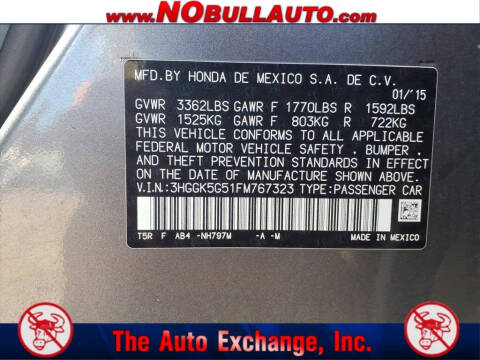 www.NOBULLAUTO.com
MFD.BY HONDA DE MEXICO S.A. DE C.V.
01/'15
GVWR 3362LBS GAWR F 1770LBS R 1592LBS
GVWR 1525KG GAWR F 803KG R 722KG
THIS VEHICLE CONFORMS TO ALL APPLICABLE
FEDERAL MOTOR VEHICLE SAFETY , BUMPER ,
AND THEFT PREVENTION STANDARDS IN EFFECT
ON THE DATE OF MANUFACTURE SHOWN ABOVE.
V.I.N.:3HGGK5G51FM767323 TYPE:PASSENGER CAR
T5R F AB4 -NH797M -A -M MADE IN MEXICO
The Auto Exchange, Inc.